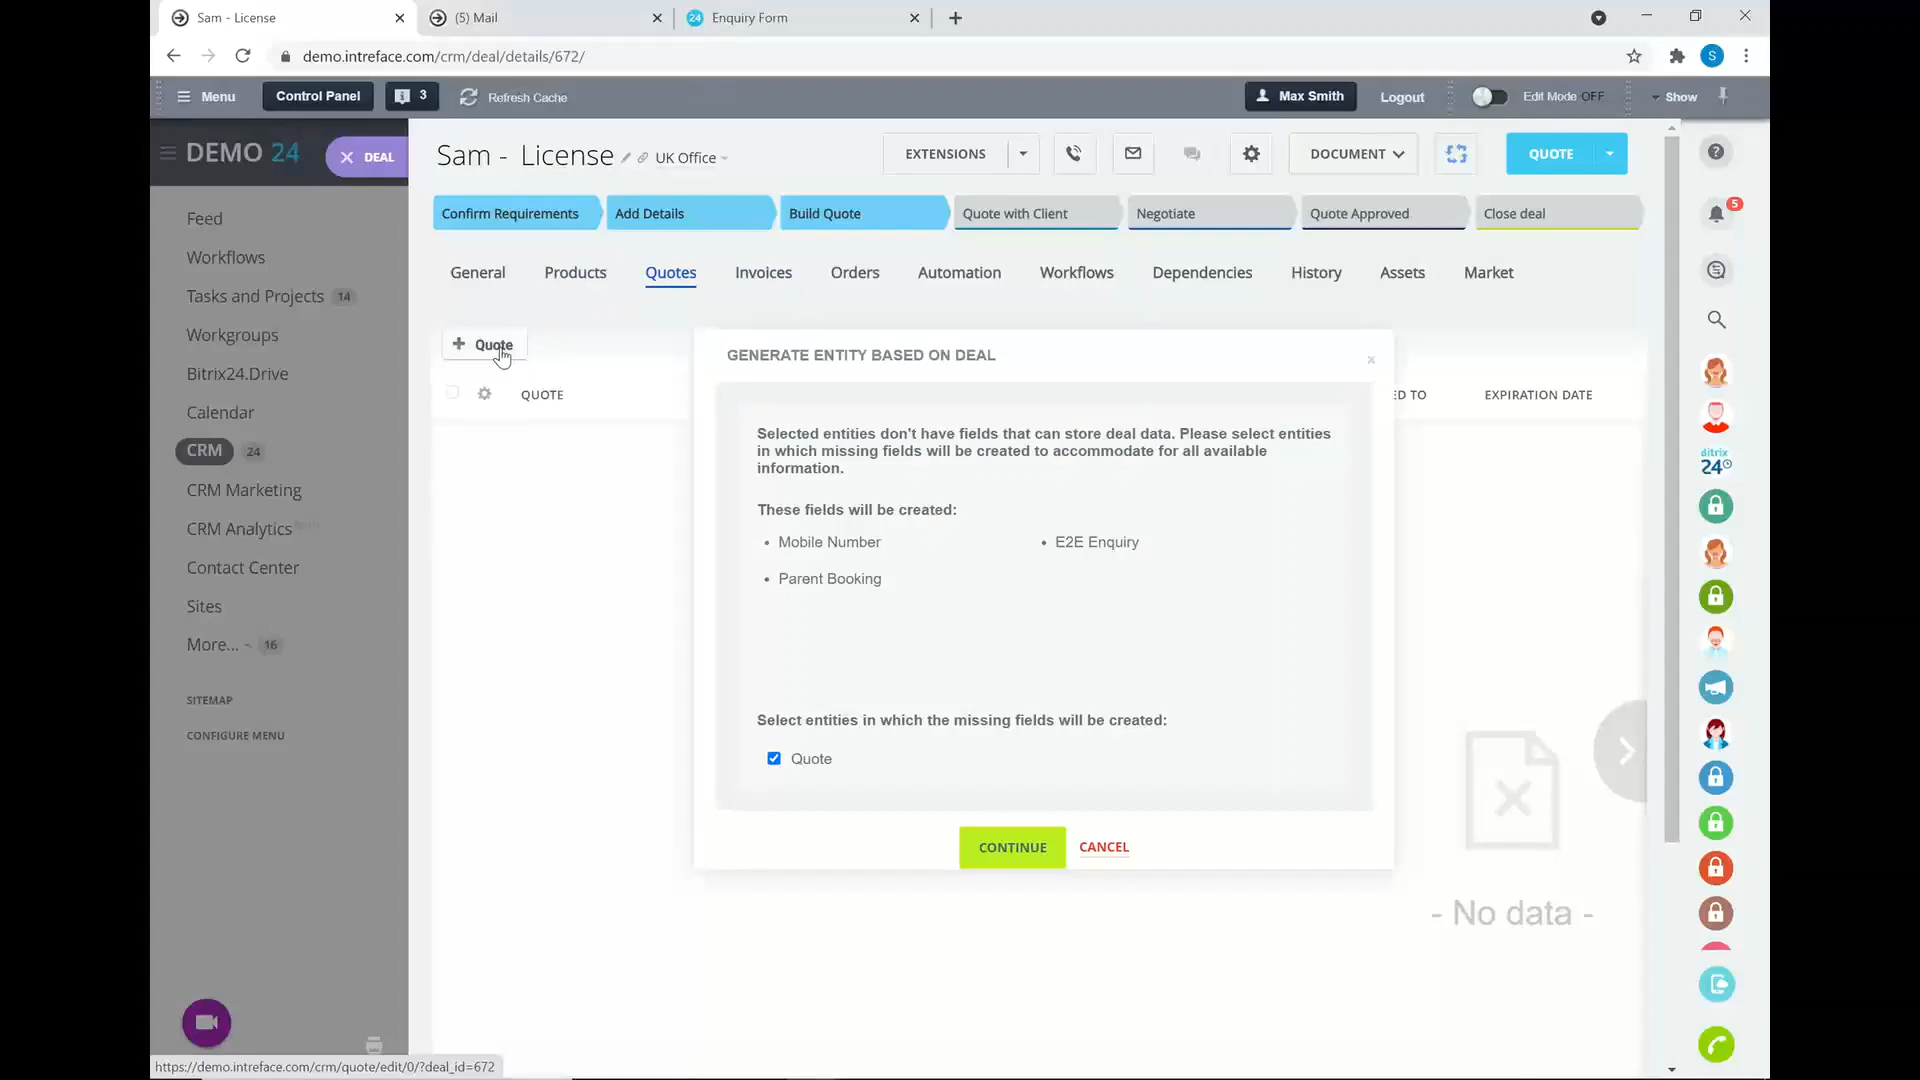 Sam - License
(5) Mail
Enquiry Form
demo.intreface.com/crm/deal/details/672/
S
Menu
Control Panel
3
Refresh Cache
Max Smith
Logout
Edit Mode OFF
Show
DEMO 24
DEAL
Sam - License
UK Office
EXTENSIONS
DOCUMENT
QUOTE
5
Confirm Requirements
Add Details
Build Quote
Quote with Client
Negotiate
Quote Approved
Close deal
General
Products
Quotes
Invoices
Orders
Automation
Workflows
Dependencies
History
Assets
Market
Feed
Workflows
Tasks and Projects 14
Workgroups
Bitrix24.Drive
Calendar
CRM 24
CRM Marketing
CRM Analytics
Contact Center
Sites
More... 16
SITEMAP
CONFIGURE MENU
+ Quote
QUOTE
ED TO
EXPIRATION DATE
GENERATE ENTITY BASED ON DEAL
Selected entities don't have fields that can store deal data. Please select entities
in which missing fields will be created to accommodate for all available
information.
These fields will be created:
• Mobile Number
• E2E Enquiry
• Parent Booking
Select entities in which the missing fields will be created:
Quote
CONTINUE
CANCEL
- No data -
24
https://demo.intreface.com/crm/quote/edit/0/?deal_id=672